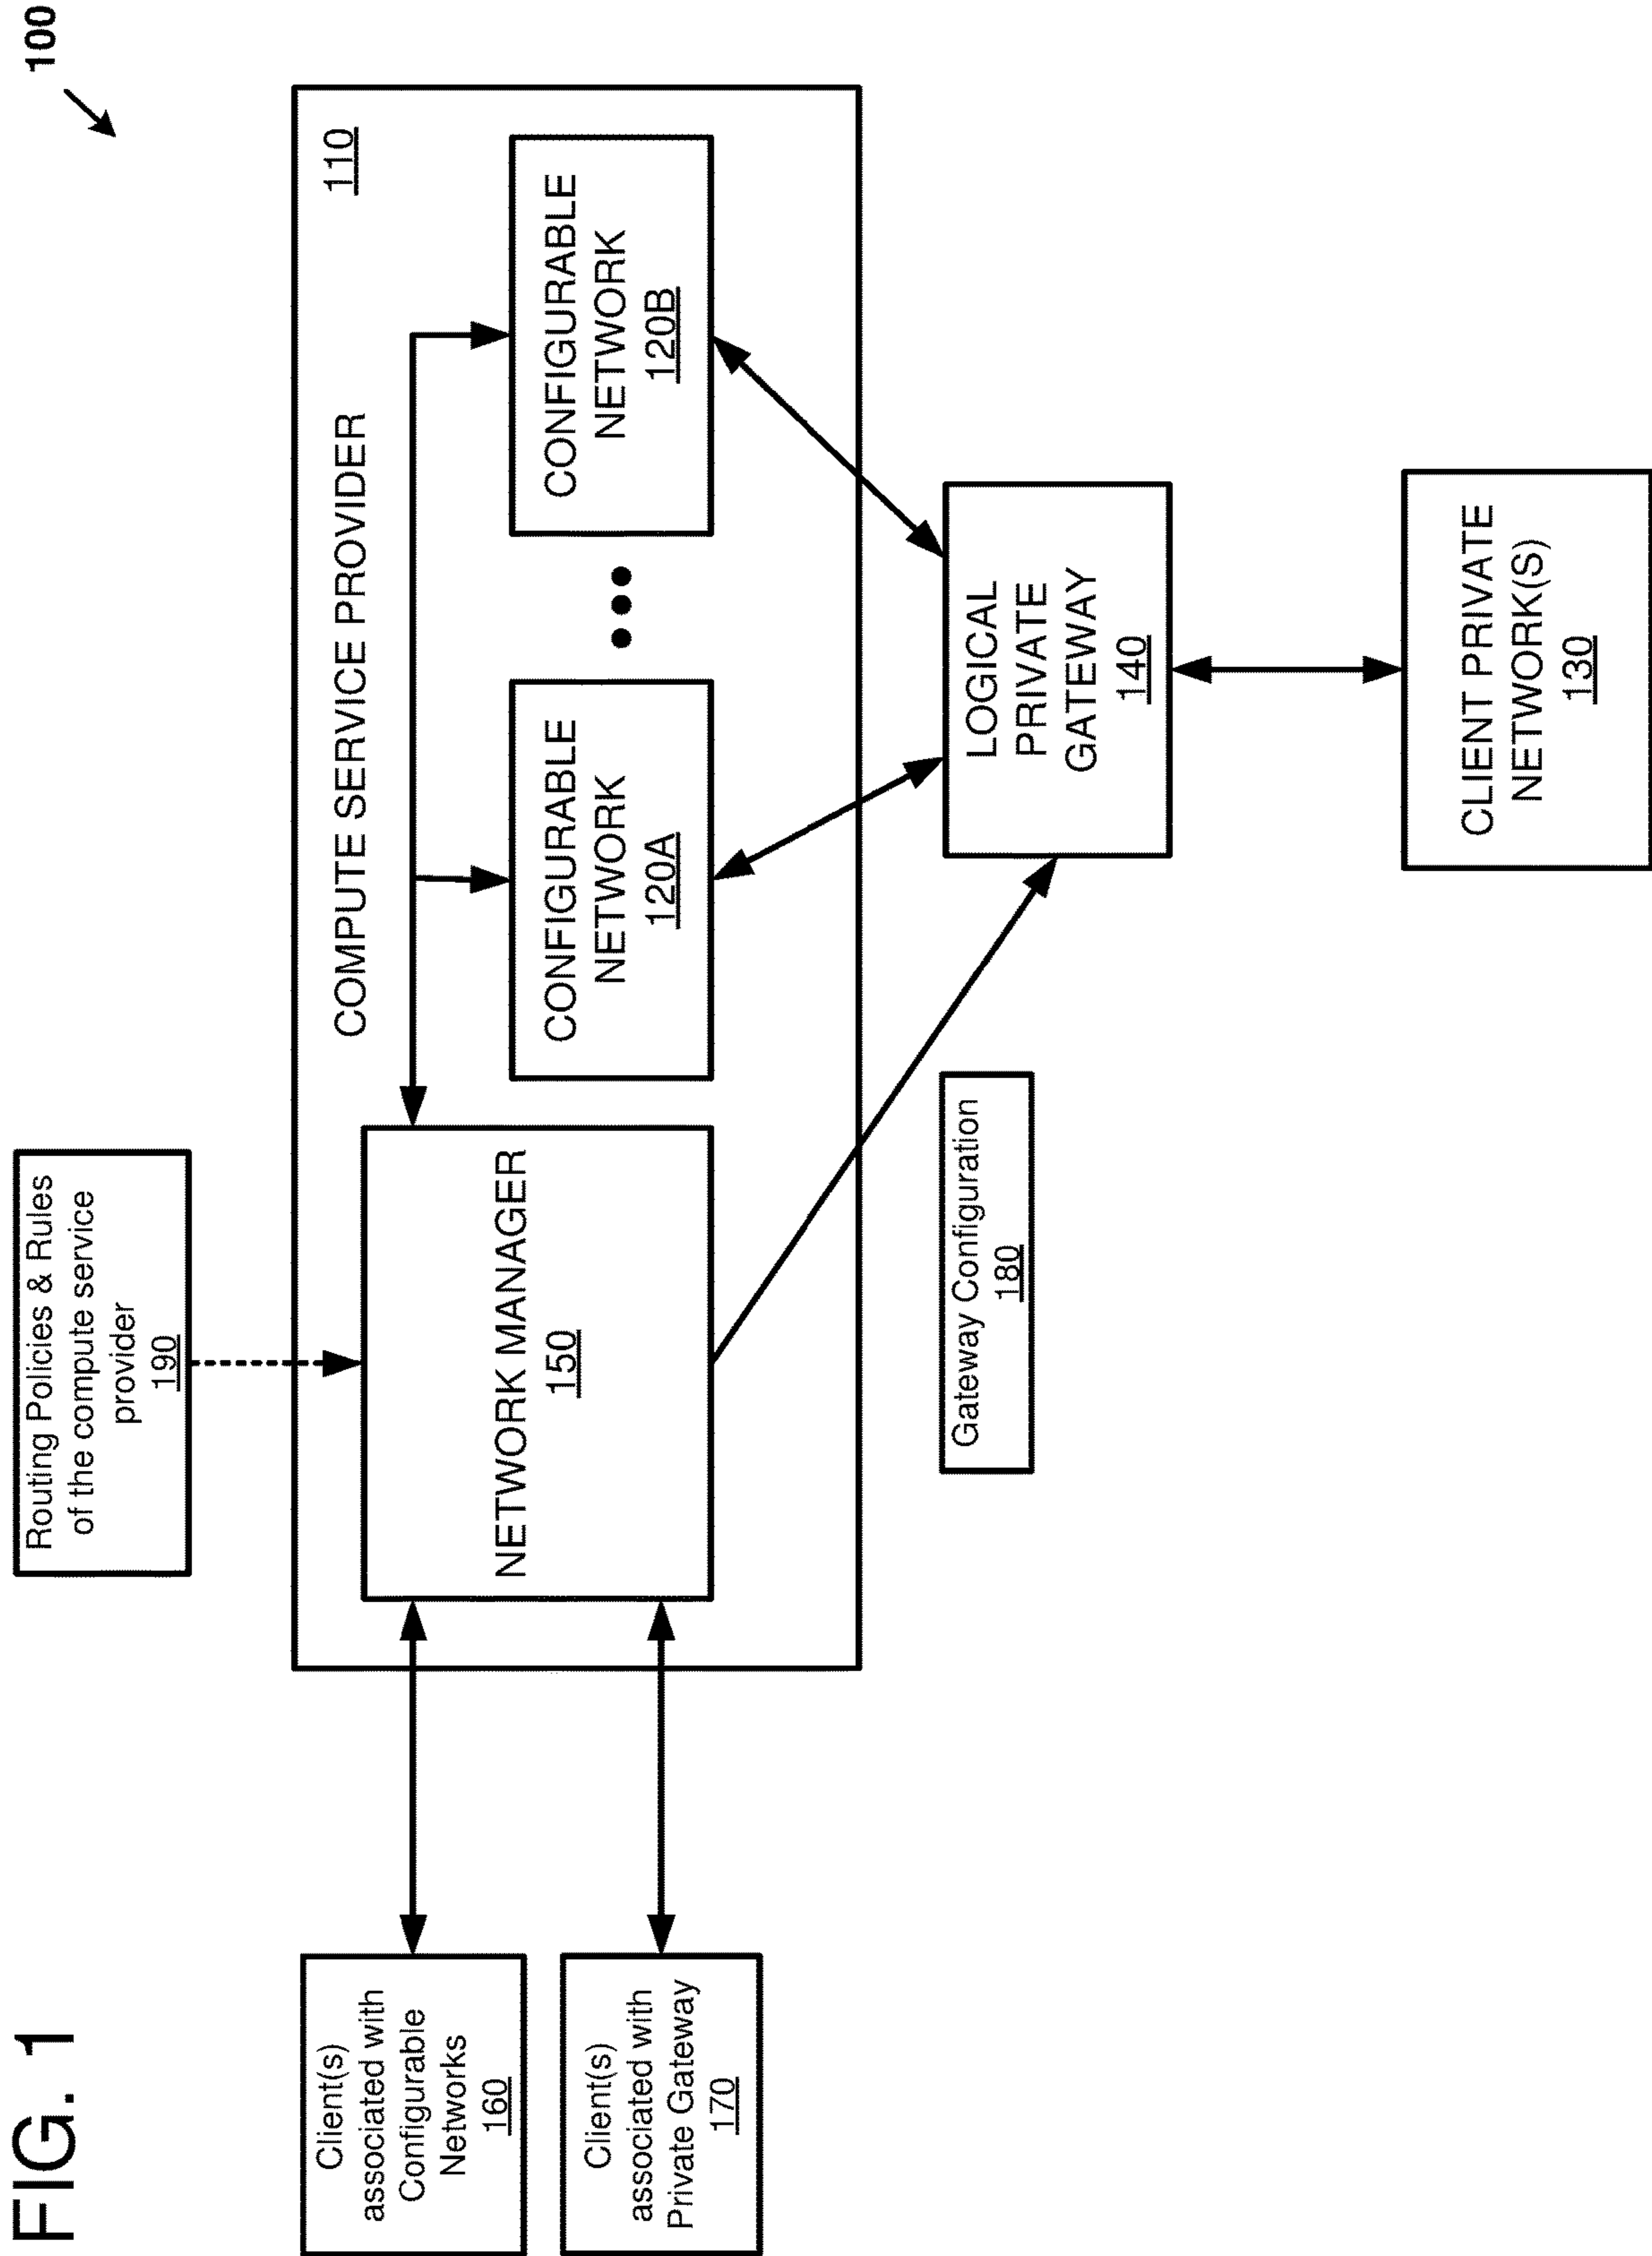 FIG. 1
100
Routing Policies & Rules
of the compute service
provider
190
COMPUTE SERVICE PROVIDER
110
Client(s)
associated with
Configurable
Networks
160
Client(s)
associated with
Private Gateway
170
NETWORK MANAGER
150
CONFIGURABLE
NETWORK
120A
CONFIGURABLE
NETWORK
120B
Gateway Configuration
180
LOGICAL
PRIVATE
GATEWAY
140
CLIENT PRIVATE
NETWORK(S)
130